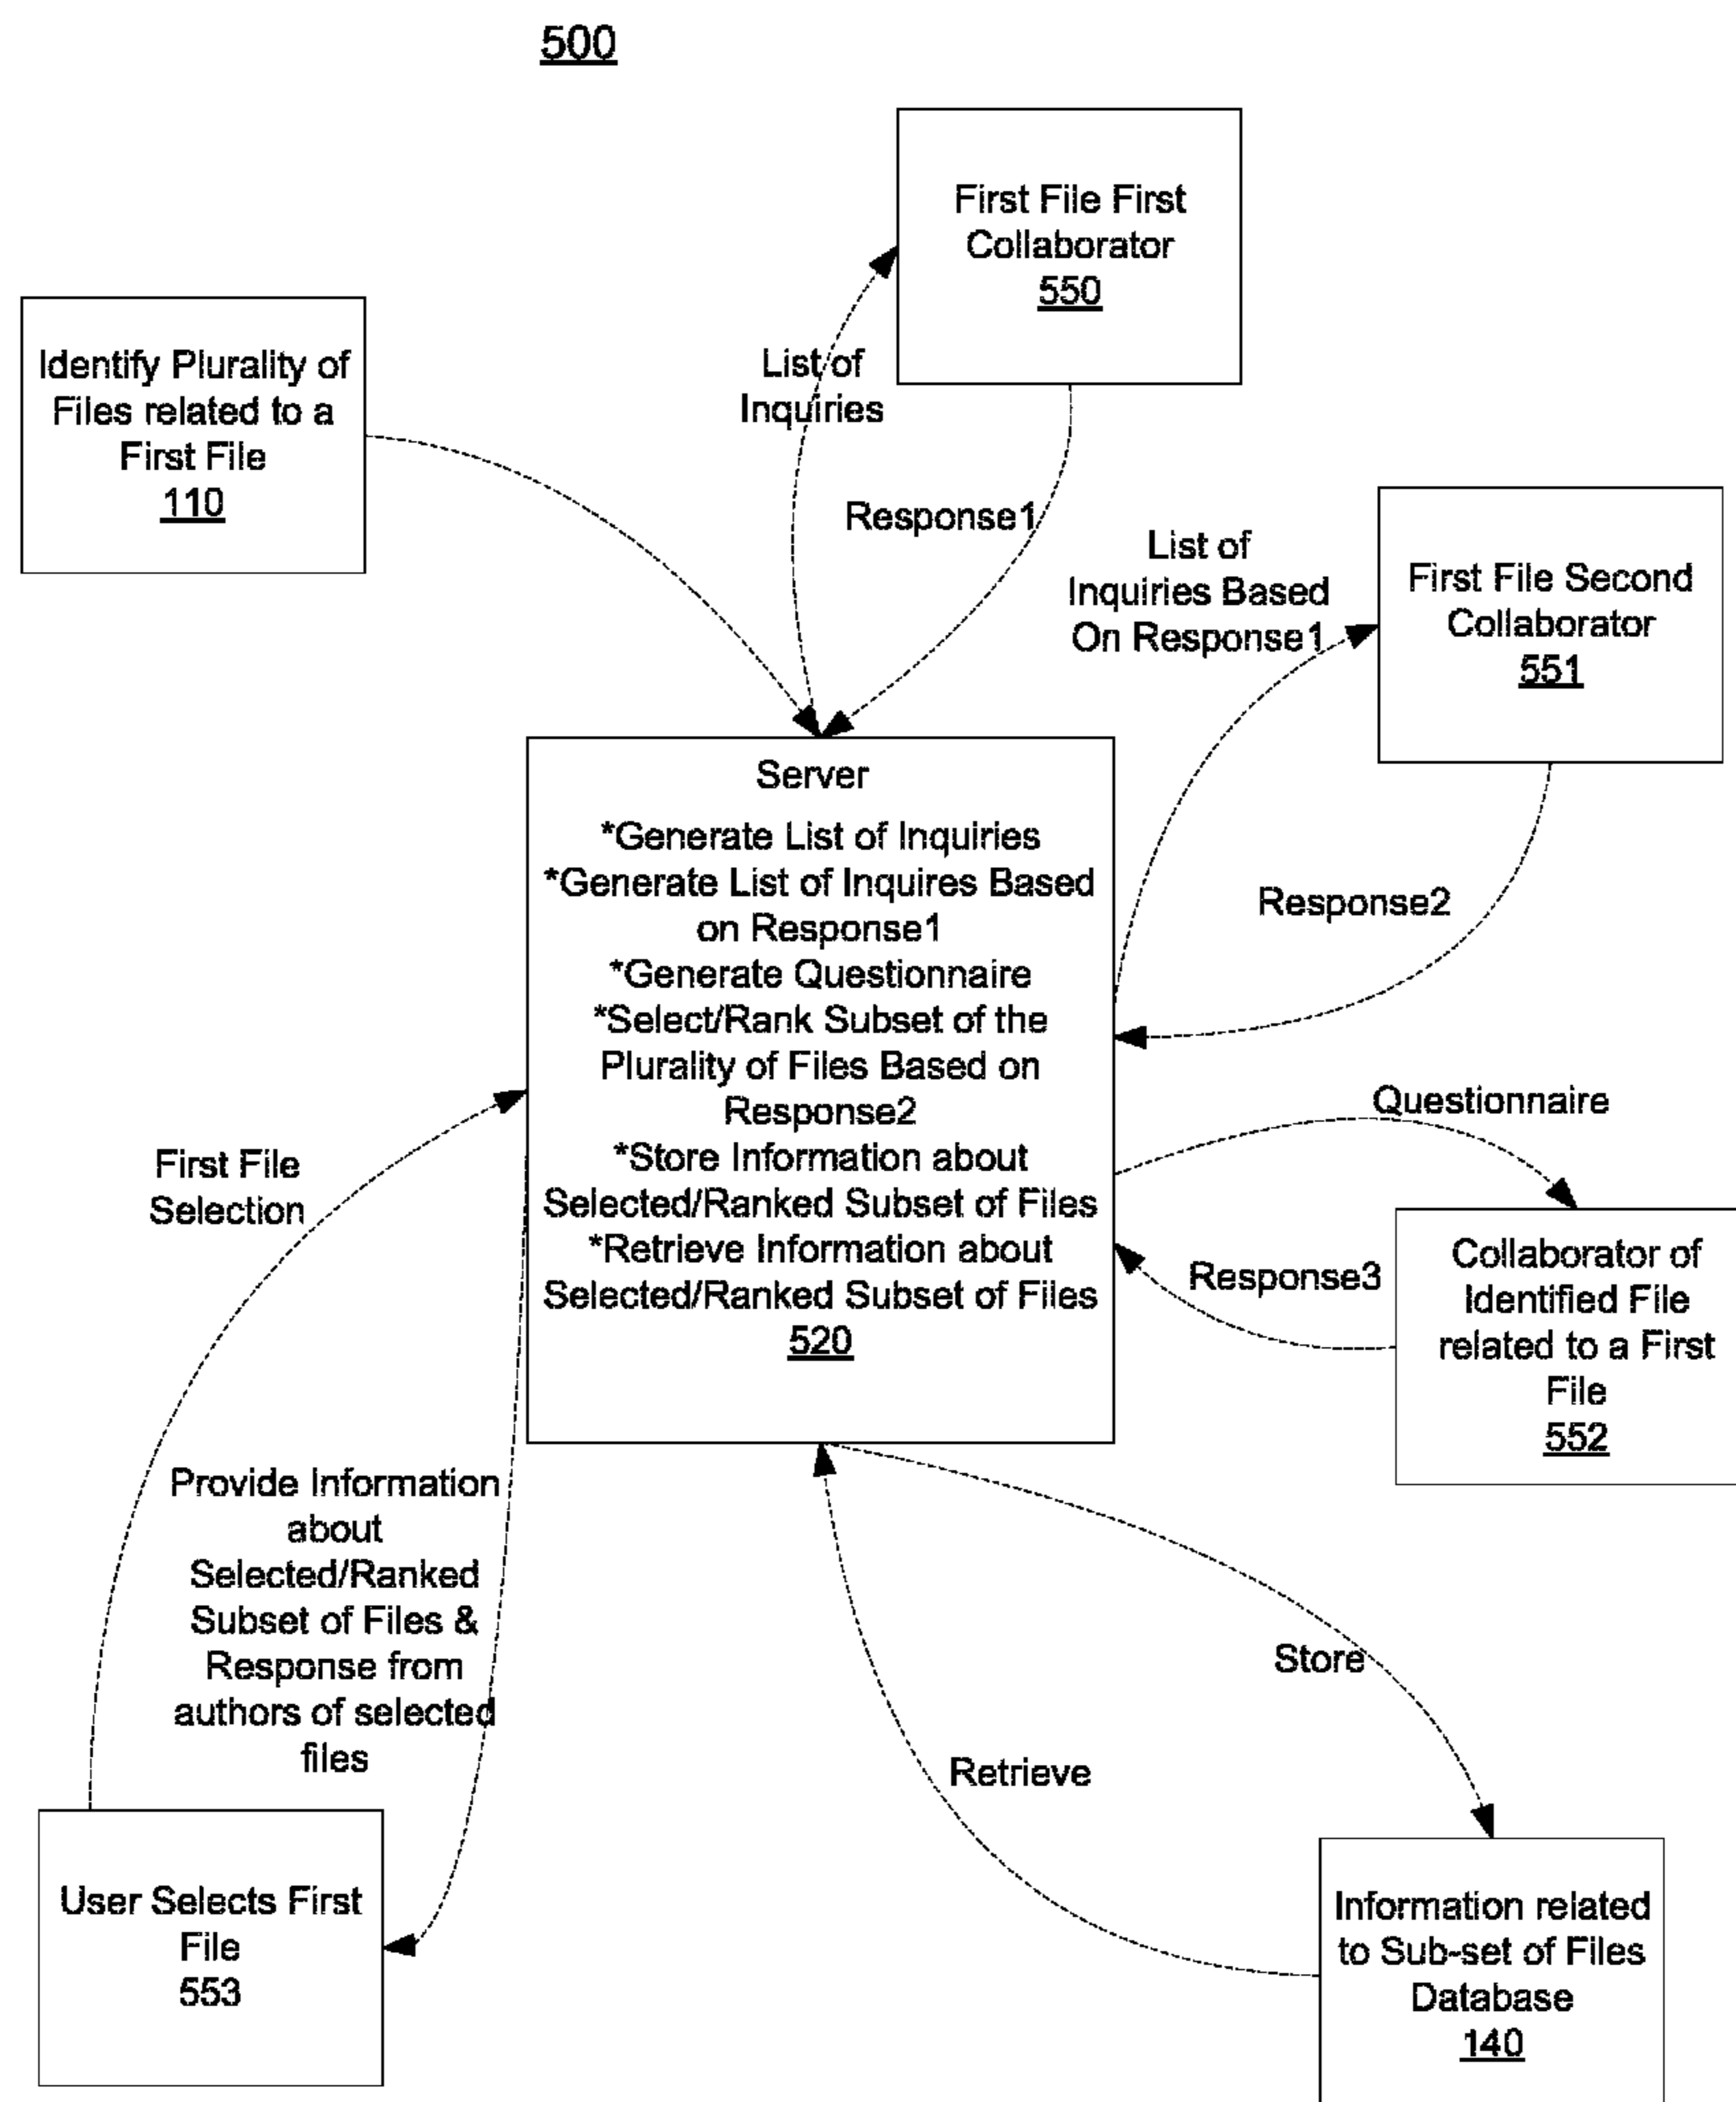 500
First File First
Collaborator
550
Identify Plurality of
Files related to a
First File
110
List of
Inquiries
Response1
List of
Inquiries Based
On Response1
First File Second
Collaborator
551
Response2
Server
*Generate List of Inquiries
*Generate List of Inquires Based
on Response1
*Generate Questionnaire
*Select/Rank Subset of the
Plurality of Files Based on
Response2
*Store Information about
Selected/Ranked Subset of Files
*Retrieve Information about
Selected/Ranked Subset of Files
520
Questionnaire
Response3
Collaborator of
Identified File
related to a First
File
552
First File
Selection
Provide Information
about
Selected/Ranked
Subset of Files &
Response from
authors of selected
files
Store
Retrieve
User Selects First
File
553
Information related
to Sub-set of Files
Database
140